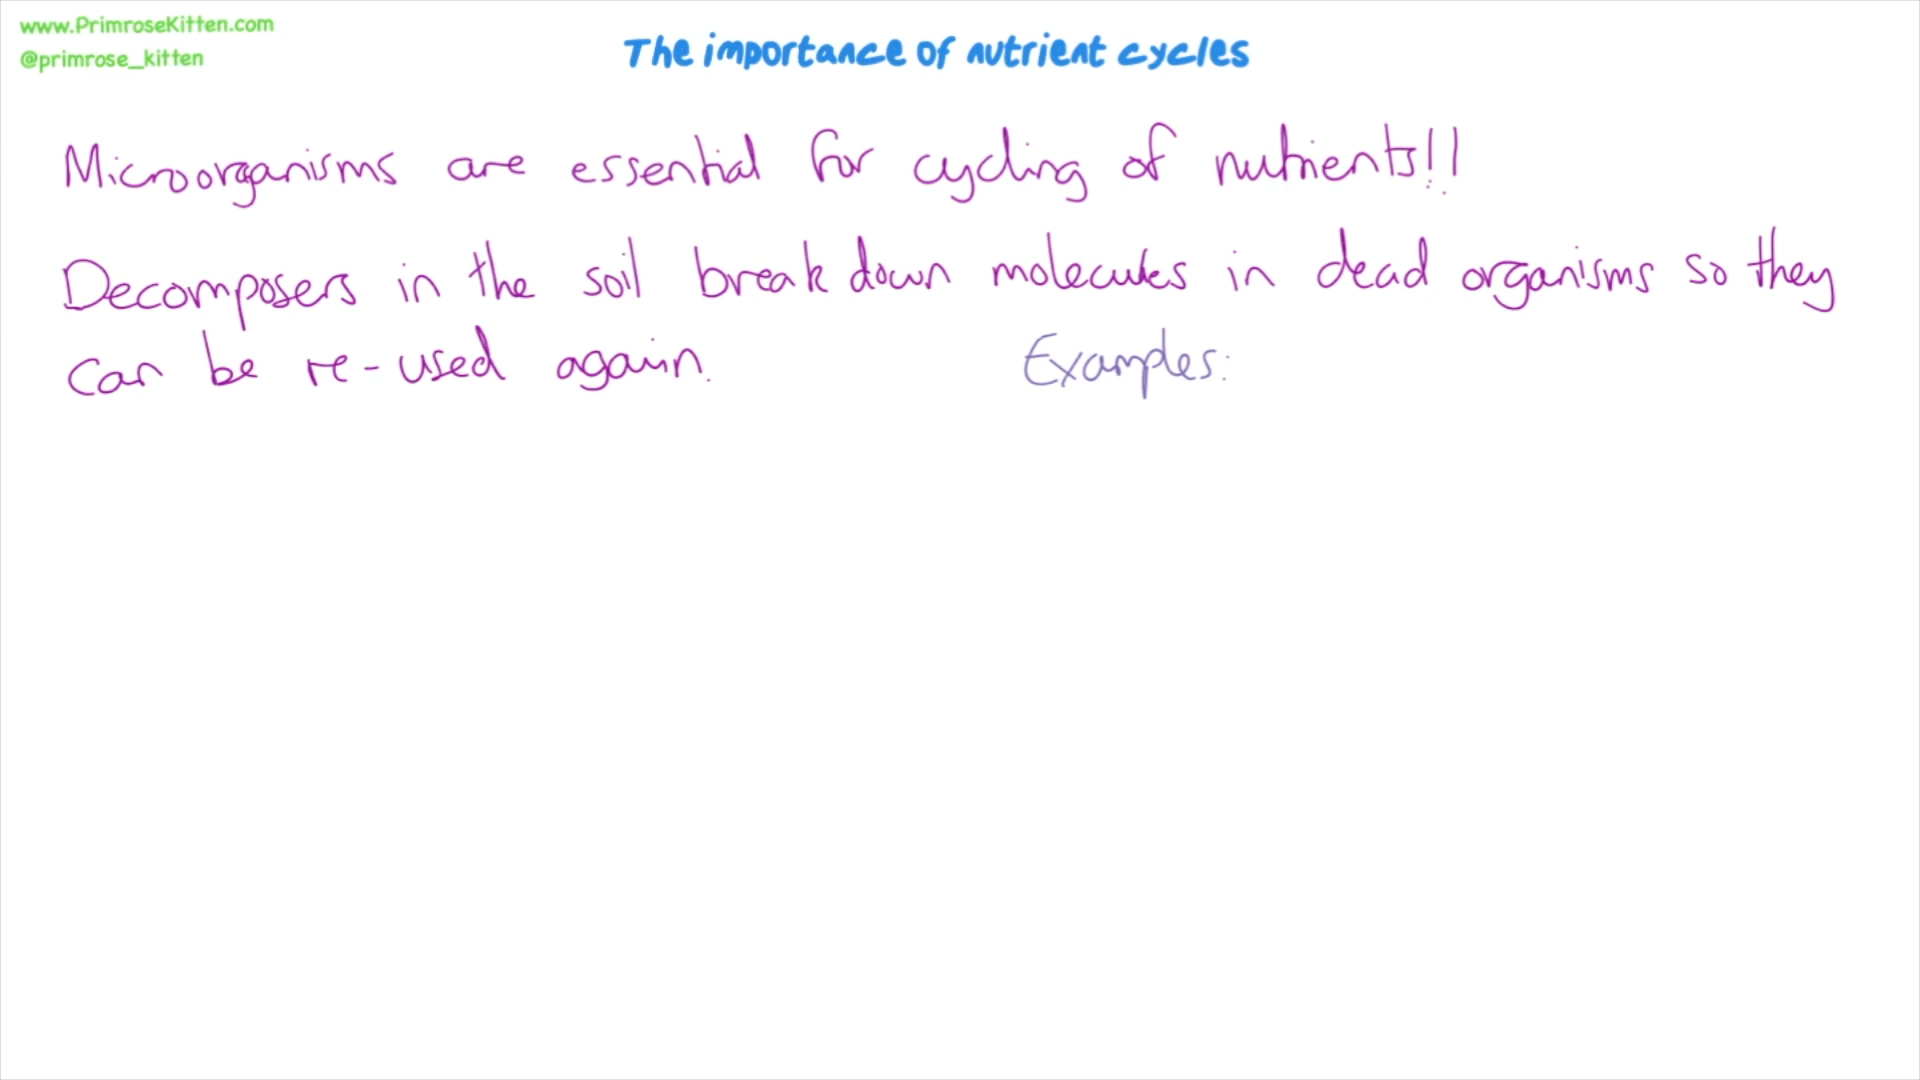 www.PrimroseKitten.com
@primrose_kitten
The importance of nutrient cycles
Microorganisms are essential for cycling of nutrients!!
Decomposers in the soil break down molecules in dead organisms so they
can be re-used again.
Examples: